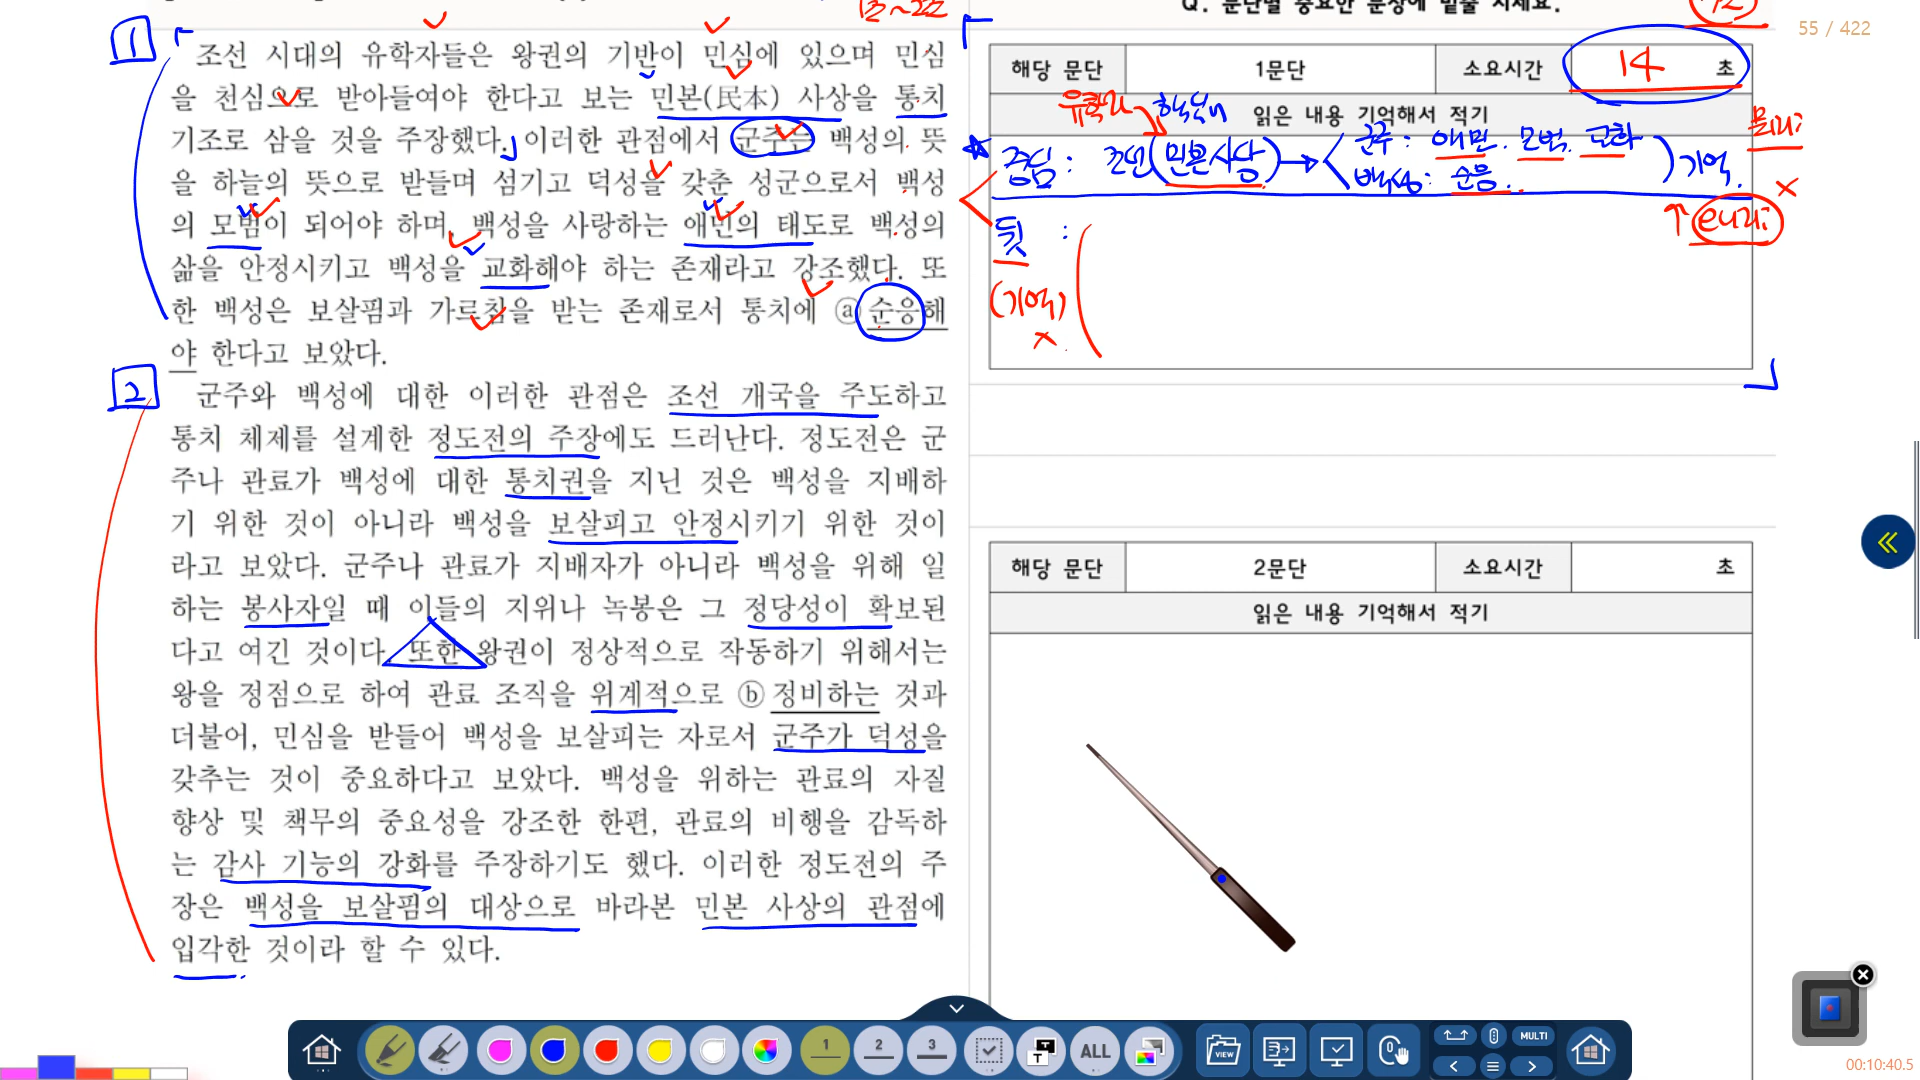 Q. 문단별 중요한 문장에 밑줄 치세요.
55 / 422
1
조선 시대의 유학자들은 왕권의 기반이 민심에 있으며 민심
을 천심으로 받아들여야 한다고 보는 민본(民本) 사상을 통치
기조로 삼을 것을 주장했다. 이러한 관점에서 군주는 백성의 뜻
을 하늘의 뜻으로 받들며 섬기고 덕성을 갖춘 성군으로서 백성
의 모범이 되어야 하며, 백성을 사랑하는 애민의 태도로 백성의
삶을 안정시키고 백성을 교화해야 하는 존재라고 강조했다. 또
한 백성은 보살핌과 가르침을 받는 존재로서 통치에 ⓐ 순응해
야 한다고 보았다.
2
군주와 백성에 대한 이러한 관점은 조선 개국을 주도하고
통치 체제를 설계한 정도전의 주장에도 드러난다. 정도전은 군
주나 관료가 백성에 대한 통치권을 지닌 것은 백성을 지배하
기 위한 것이 아니라 백성을 보살피고 안정시키기 위한 것이
라고 보았다. 군주나 관료가 지배자가 아니라 백성을 위해 일
하는 봉사자일 때 이들의 지위나 녹봉은 그 정당성이 확보된
다고 여긴 것이다. 또한 왕권이 정상적으로 작동하기 위해서는
왕을 정점으로 하여 관료 조직을 위계적으로 ⓑ 정비하는 것과
더불어, 민심을 받들어 백성을 보살피는 자로서 군주가 덕성을
갖추는 것이 중요하다고 보았다. 백성을 위하는 관료의 자질
향상 및 책무의 중요성을 강조한 한편, 관료의 비행을 감독하
는 감사 기능의 강화를 주장하기도 했다. 이러한 정도전의 주
장은 백성을 보살핌의 대상으로 바라본 민본 사상의 관점에
입각한 것이라 할 수 있다.
해당 문단 1문단 소요시간 14 초
읽은 내용 기억해서 적기
유학자
중심 : 조선(민본사상)→ 군주 : 애민. 모범. 교화
백성 : 순응.
기억.
뒷 :
(기억)
해당 문단 2문단 소요시간 초
읽은 내용 기억해서 적기
1 2 3 ALL VIEW MULTI
00:10:40.5